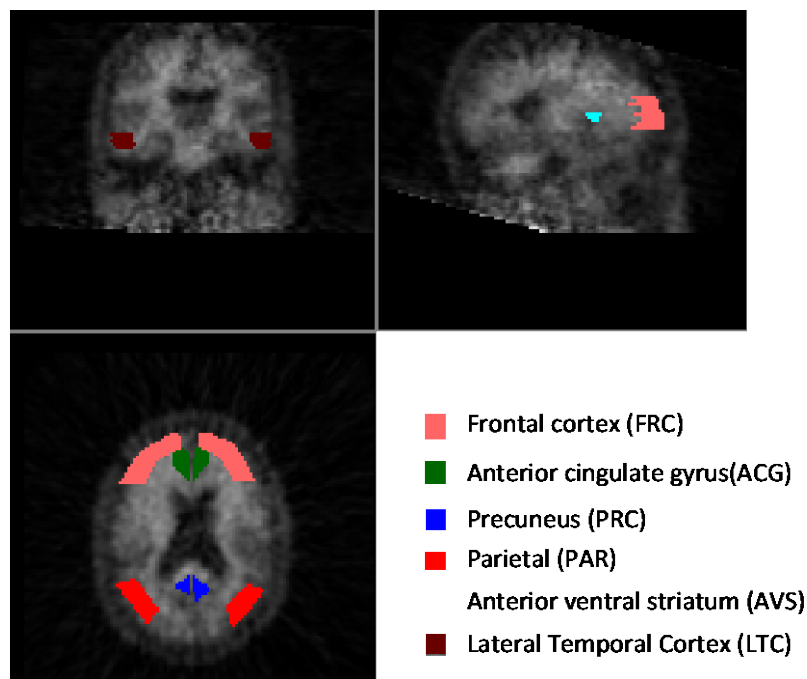 Frontal cortex (FRC)
Anterior cingulate gyrus(ACG)
Precuneus (PRC)
Parietal (PAR)
Anterior ventral striatum (AVS)
Lateral Temporal Cortex (LTC)